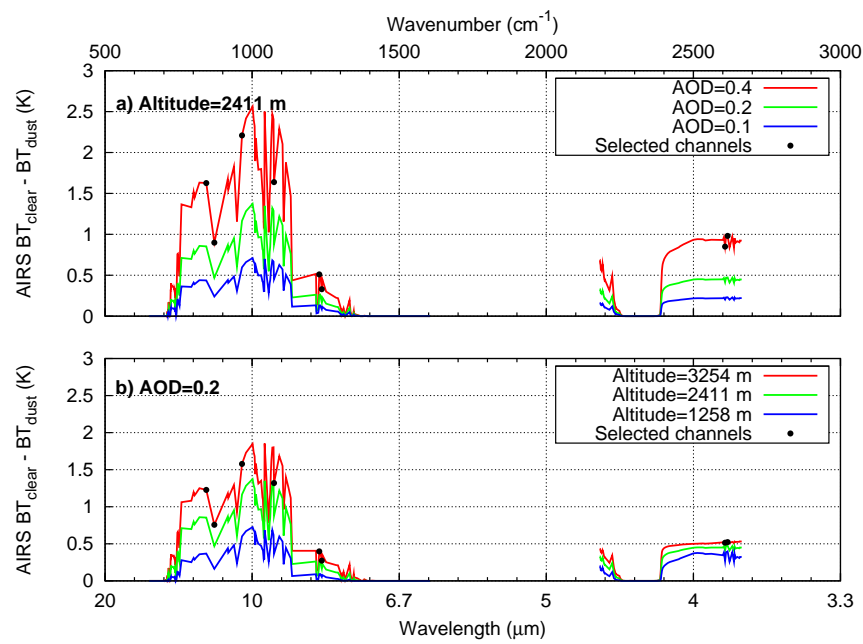 Wavenumber (cm-1)
500 1000 1500 2000 2500 3000
AIRS BTclear - BTdust (K)
3
2.5
2
1.5
1
0.5
0
a) Altitude=2411 m
AOD=0.4
AOD=0.2
AOD=0.1
Selected channels
AIRS BTclear - BTdust (K)
3
2.5
2
1.5
1
0.5
0
b) AOD=0.2
Altitude=3254 m
Altitude=2411 m
Altitude=1258 m
Selected channels
20 10 6.7 5 4 3.3
Wavelength (μm)